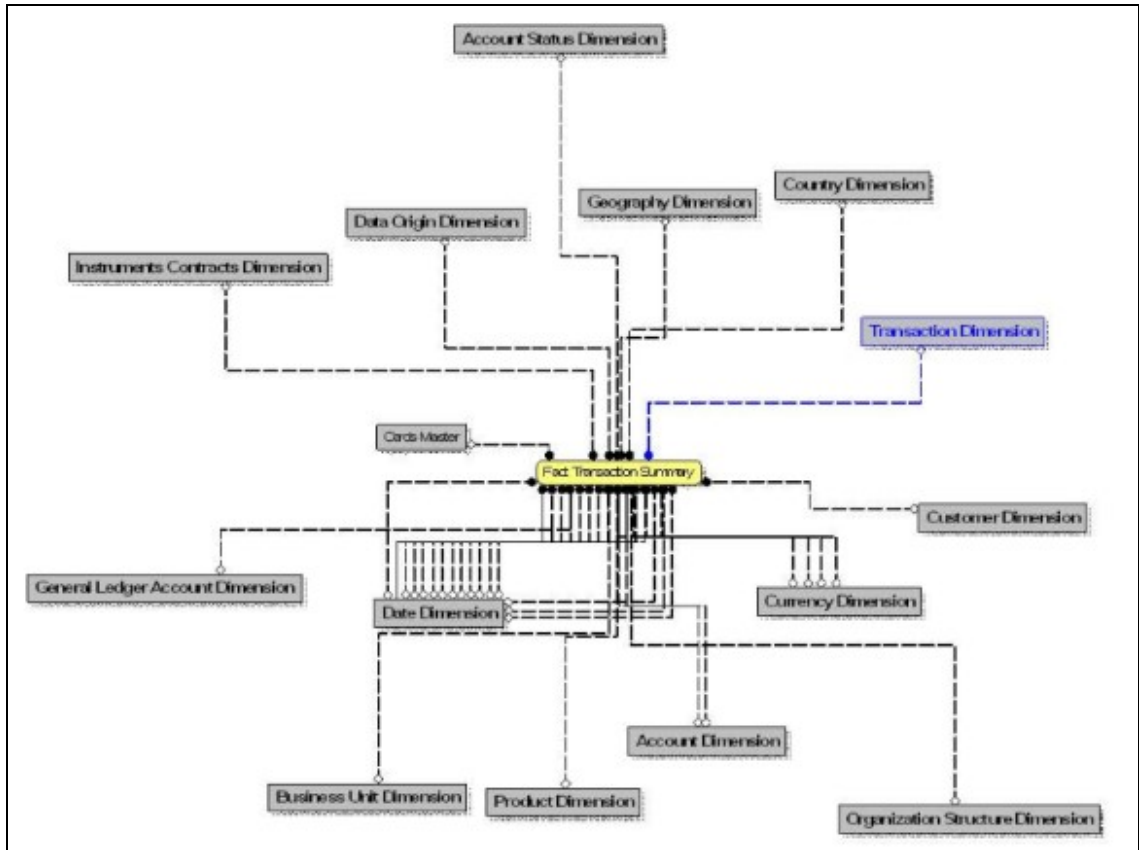 Account Status Dimension
Country Dimension
Geography Dimension
Data Origin Dimension
Instruments Contracts Dimension
Transaction Dimension
Cards Master
Fact Transaction Summary
Customer Dimension
General Ledger Account Dimension
Date Dimension
Currency Dimension
Account Dimension
Business Unit Dimension
Product Dimension
Organization Structure Dimension